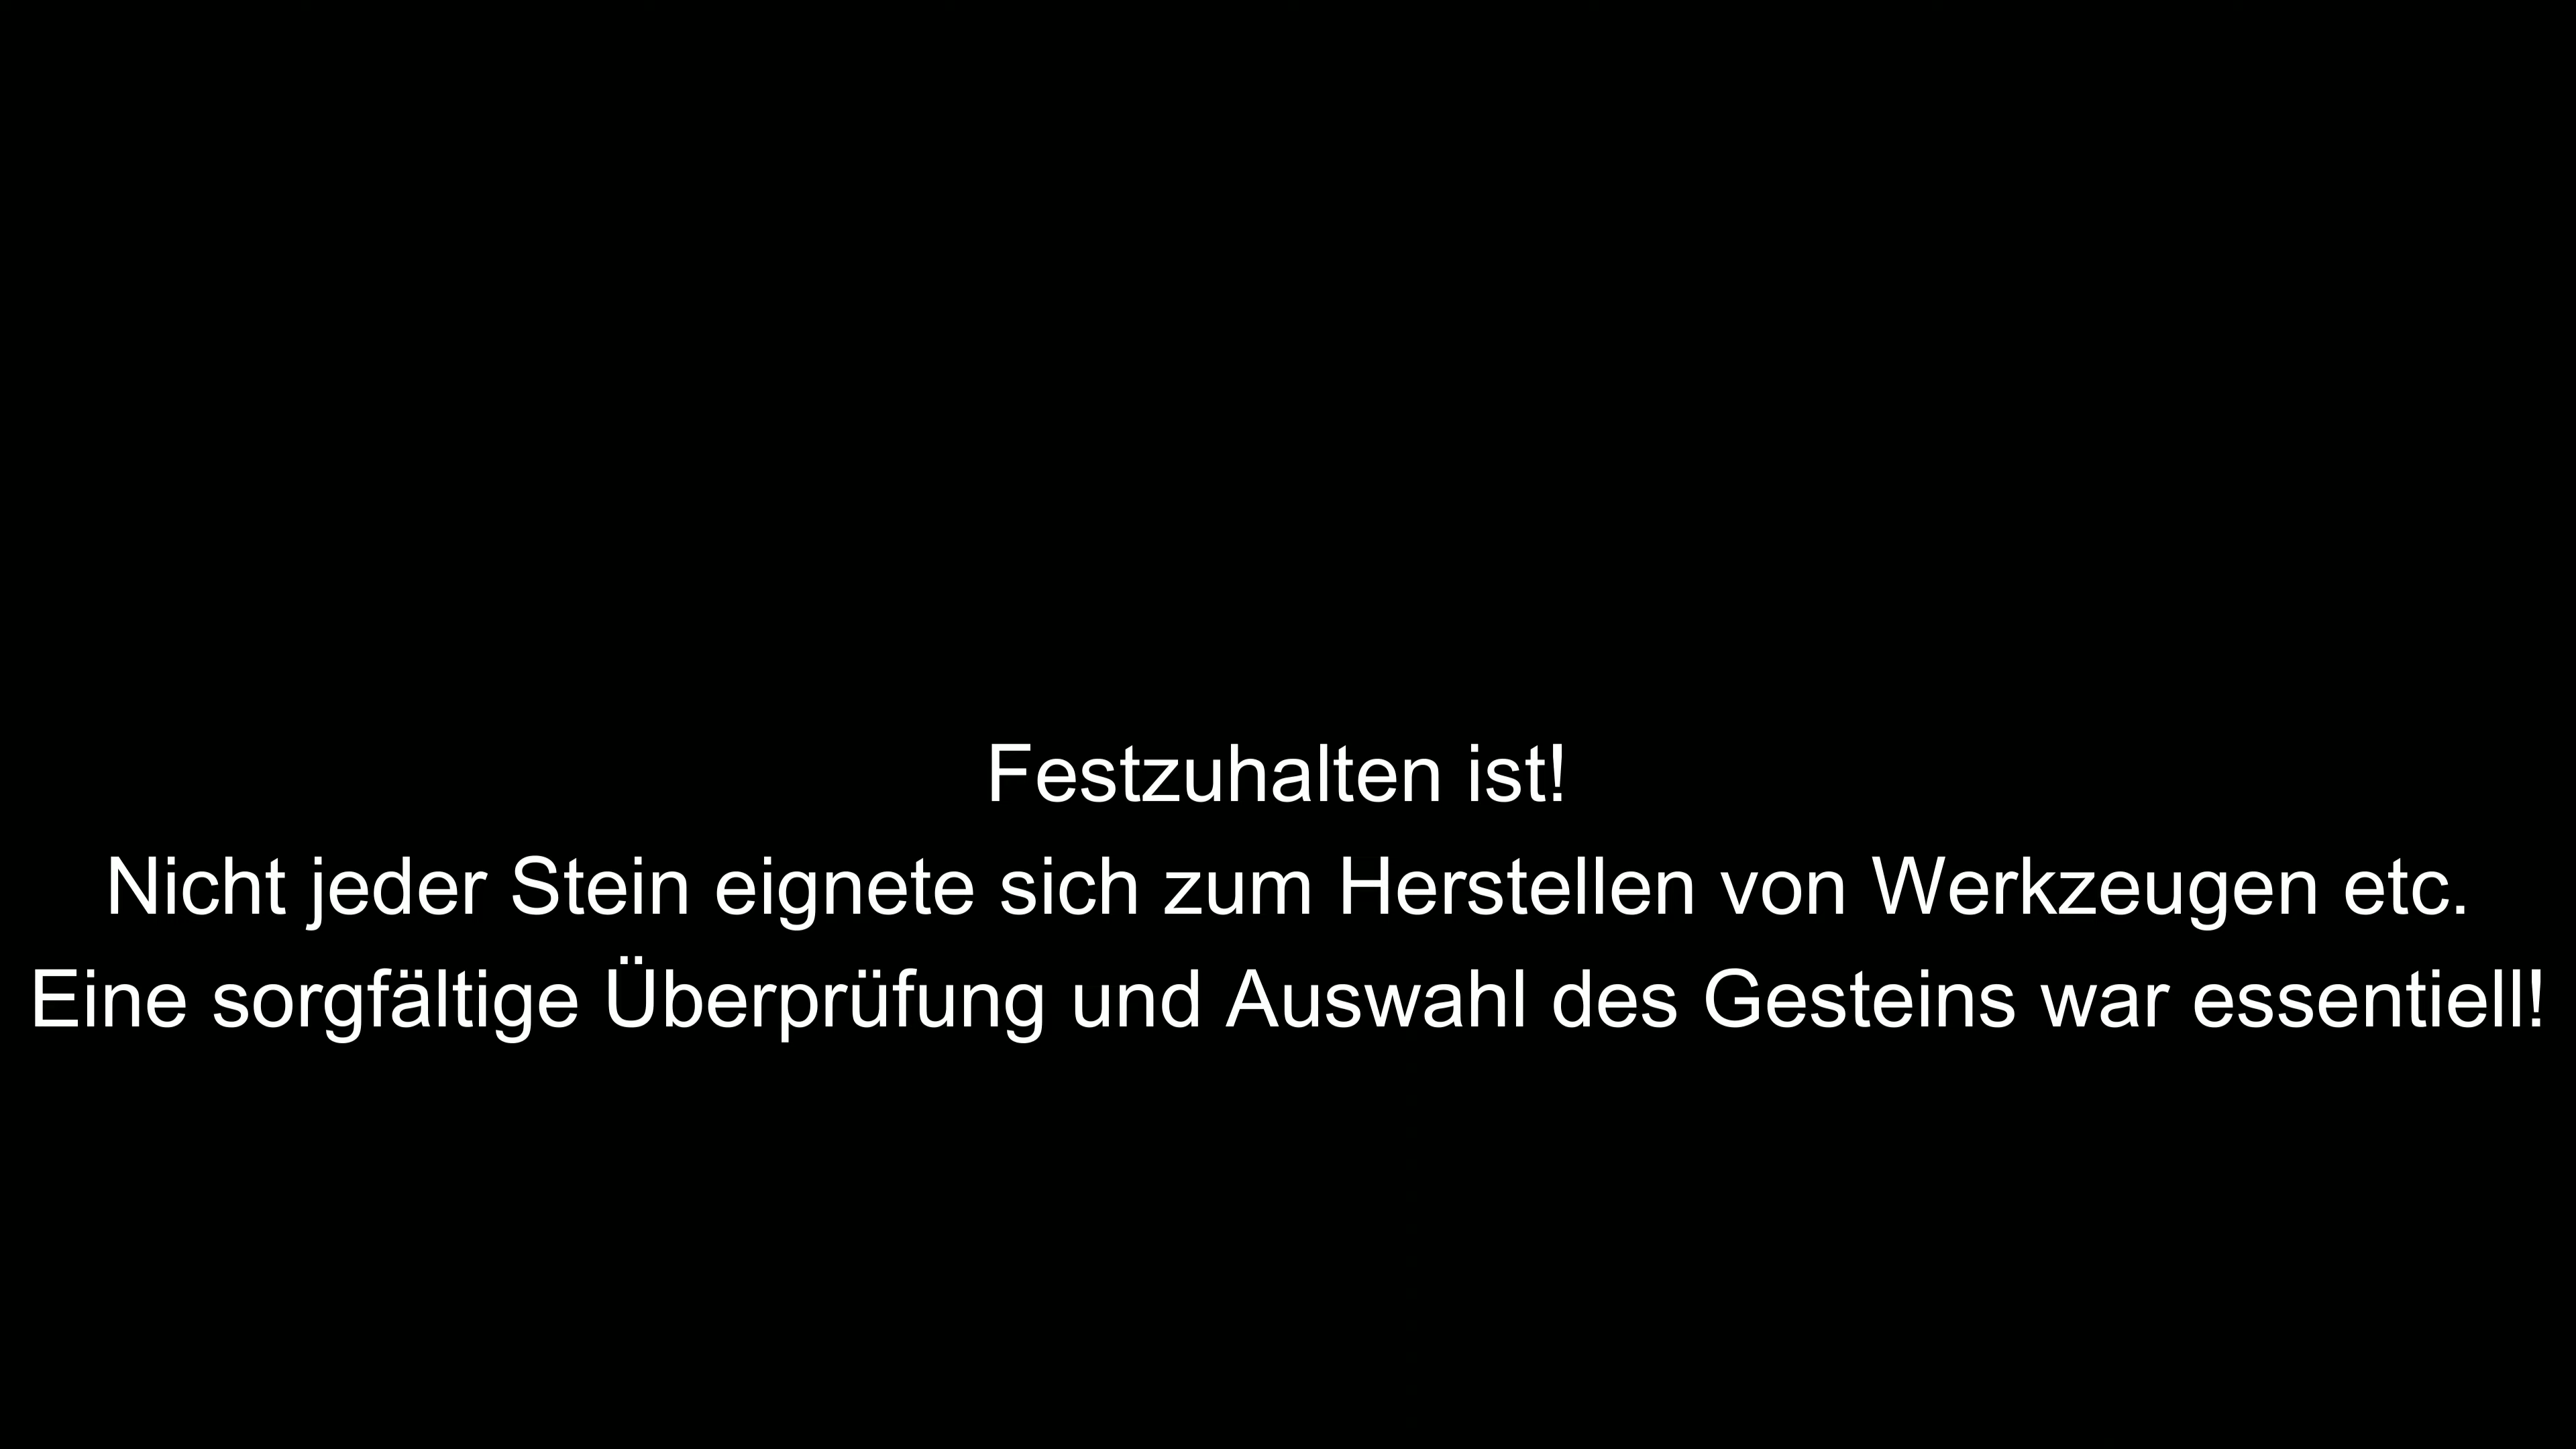 Festzuhalten ist!
Nicht jeder Stein eignete sich zum Herstellen von Werkzeugen etc.
Eine sorgfältige Überprüfung und Auswahl des Gesteins war essentiell!